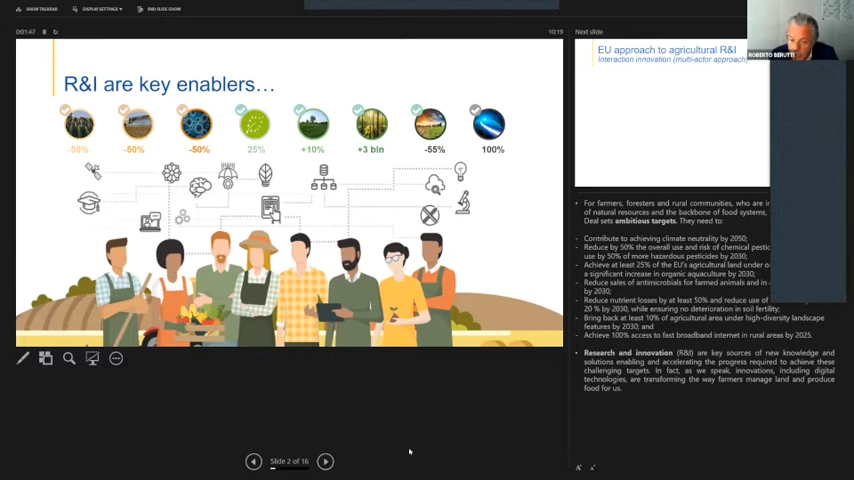 SHOW TASKBAR
DISPLAY SETTINGS
END SLIDE SHOW
0:01:47
10:19
R&I are key enablers…
-50%
-50%
-50%
25%
+10%
+3 bln
-55%
100%
Slide 2 of 16
Next slide
EU approach to agricultural R&I
Interaction innovation (multi-actor approach)
ROBERTO BERUTTI
• For farmers, foresters and rural communities, who are in
of natural resources and the backbone of food systems,
Deal sets ambitious targets. They need to:
- Contribute to achieving climate neutrality by 2050;
- Reduce by 50% the overall use and risk of chemical
use by 50% of more hazardous pesticides by 2030;
- Achieve at least 25% of the EU's agricultural land under
a significant increase in organic aquaculture by 2030;
- Reduce sales of antimicrobials for farmed animals and in
by 2030;
- Reduce nutrient losses by at least 50% and reduce use of
20 % by 2030, while ensuring no deterioration in soil fertility;
- Bring back at least 10% of agricultural area under high-diversity landscape
features by 2030; and
- Achieve 100% access to fast broadband internet in rural areas by 2025.
• Research and innovation (R&I) are key sources of new knowledge and
solutions enabling and accelerating the progress required to achieve these
challenging targets. In fact, as we speak, innovations, including digital
technologies, are transforming the way farmers manage land and produce
food for us.
A A